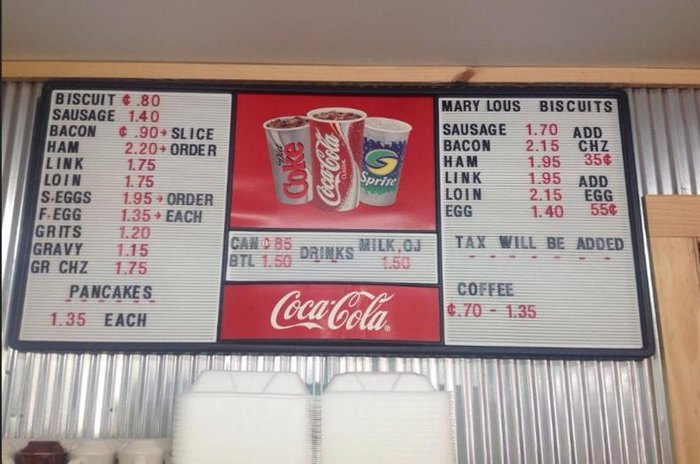 BISCUIT ¢ .80
SAUSAGE 1.40
BACON ¢ .90→ SLICE
HAM 2.20→ ORDER
LINK 1.75
LOIN 1.75
S.EGGS 1.95→ ORDER
F.EGG 1.35→ EACH
GRITS 1.20
GRAVY 1.15
GR CHZ 1.75
PANCAKES
1.35 EACH
Diet Coke
Coca-Cola CLASSIC
Sprite
CAN ¢ 85 DRINKS MILK,OJ
BTL 1.50 1.50
Coca-Cola
MARY LOUS BISCUITS
SAUSAGE 1.70 ADD
BACON 2.15 CHZ
HAM 1.95 35¢
LINK 1.95 ADD
LOIN 2.15 EGG
EGG 1.40 55¢
TAX WILL BE ADDED
COFFEE
¢.70 - 1.35